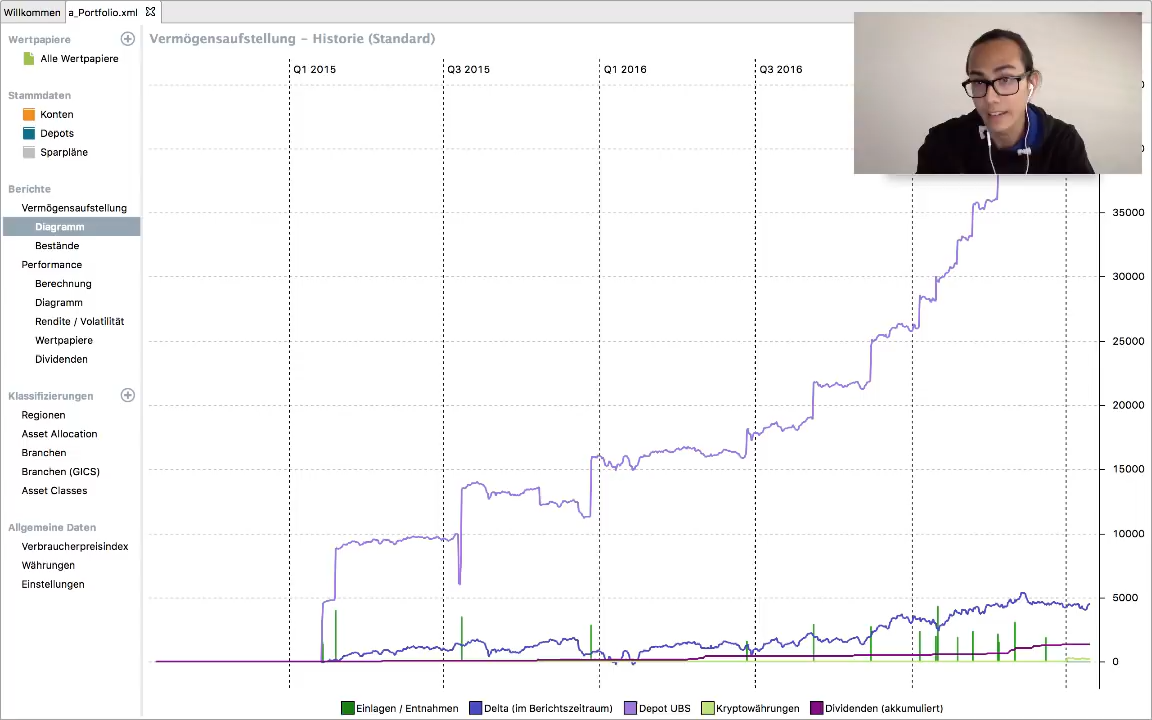 Willkommen
a_Portfolio.xml
Wertpapiere
Alle Wertpapiere
Stammdaten
Konten
Depots
Sparpläne
Berichte
Vermögensaufstellung
Diagramm
Bestände
Performance
Berechnung
Diagramm
Rendite / Volatilität
Wertpapiere
Dividenden
Klassifizierungen
Regionen
Asset Allocation
Branchen
Branchen (GICS)
Asset Classes
Allgemeine Daten
Verbraucherpreisindex
Währungen
Einstellungen
Vermögensaufstellung – Historie (Standard)
Q1 2015 Q3 2015 Q1 2016 Q3 2016
35000
30000
25000
20000
15000
10000
5000
0
Einlagen / Entnahmen Delta (im Berichtszeitraum) Depot UBS Kryptowährungen Dividenden (akkumuliert)